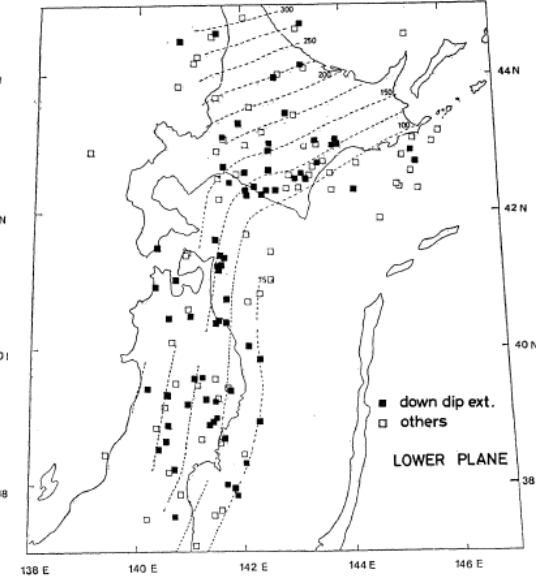 300
250
200
150
100
75
44 N
42 N
40 N
38 N
■ down dip ext.
□ others
LOWER PLANE
138 E
140 E
142 E
144 E
146 E